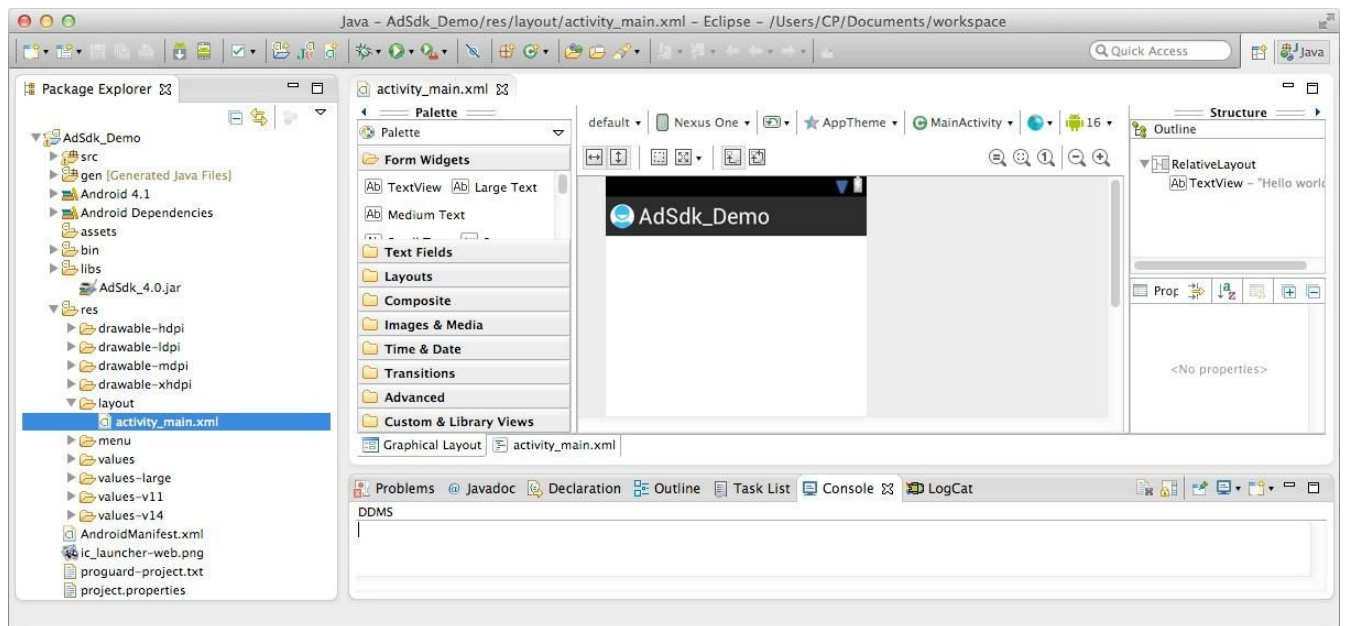 Java – AdSdk_Demo/res/layout/activity_main.xml – Eclipse – /Users/CP/Documents/workspace
Quick Access
Java
Package Explorer
AdSdk_Demo
src
gen [Generated Java Files]
Android 4.1
Android Dependencies
assets
bin
libs
AdSdk_4.0.jar
res
drawable-hdpi
drawable-ldpi
drawable-mdpi
drawable-xhdpi
layout
activity_main.xml
menu
values
values-large
values-v11
values-v14
AndroidManifest.xml
ic_launcher-web.png
proguard-project.txt
project.properties
activity_main.xml
Palette
Palette
Form Widgets
Ab TextView Ab Large Text
Ab Medium Text
Text Fields
Layouts
Composite
Images & Media
Time & Date
Transitions
Advanced
Custom & Library Views
default Nexus One AppTheme MainActivity 16
AdSdk_Demo
Graphical Layout activity_main.xml
Structure
Outline
RelativeLayout
Ab TextView – "Hello world
Prop
<No properties>
Problems @ Javadoc Declaration Outline Task List Console LogCat
DDMS